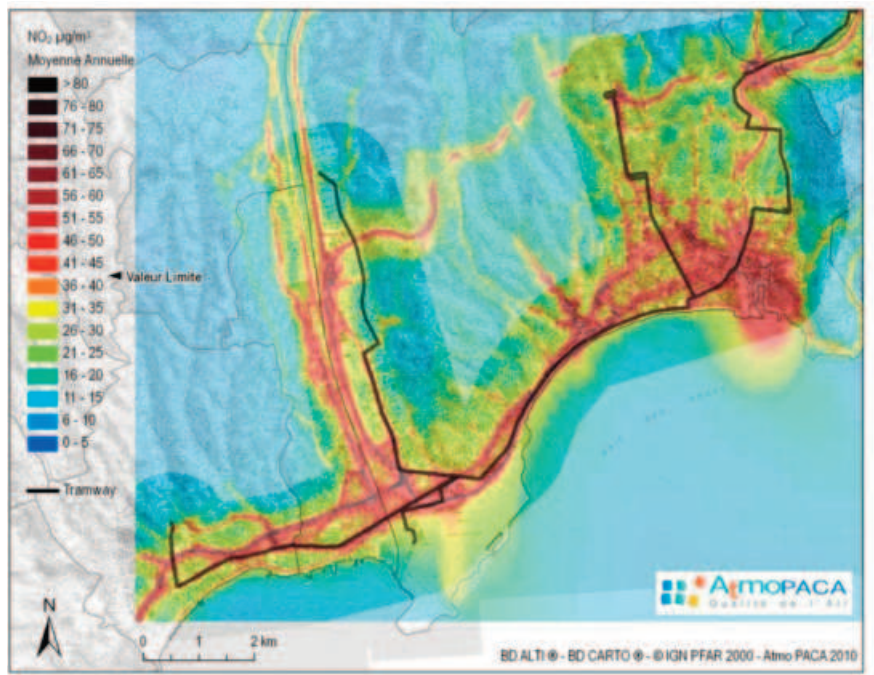 NO₂ µg/m³
Moyenne Annuelle
> 80
76 - 80
71 - 75
66 - 70
61 - 65
56 - 60
51 - 55
46 - 50
41 - 45
36 - 40
31 - 35
26 - 30
21 - 25
16 - 20
11 - 15
6 - 10
0 - 5
Valeur Limite
Tramway
N
0 1 2 km
AtmoPACA
Qualité de l'Air
BD ALTI ® - BD CARTO ® - © IGN PFAR 2000 - Atmo PACA 2010